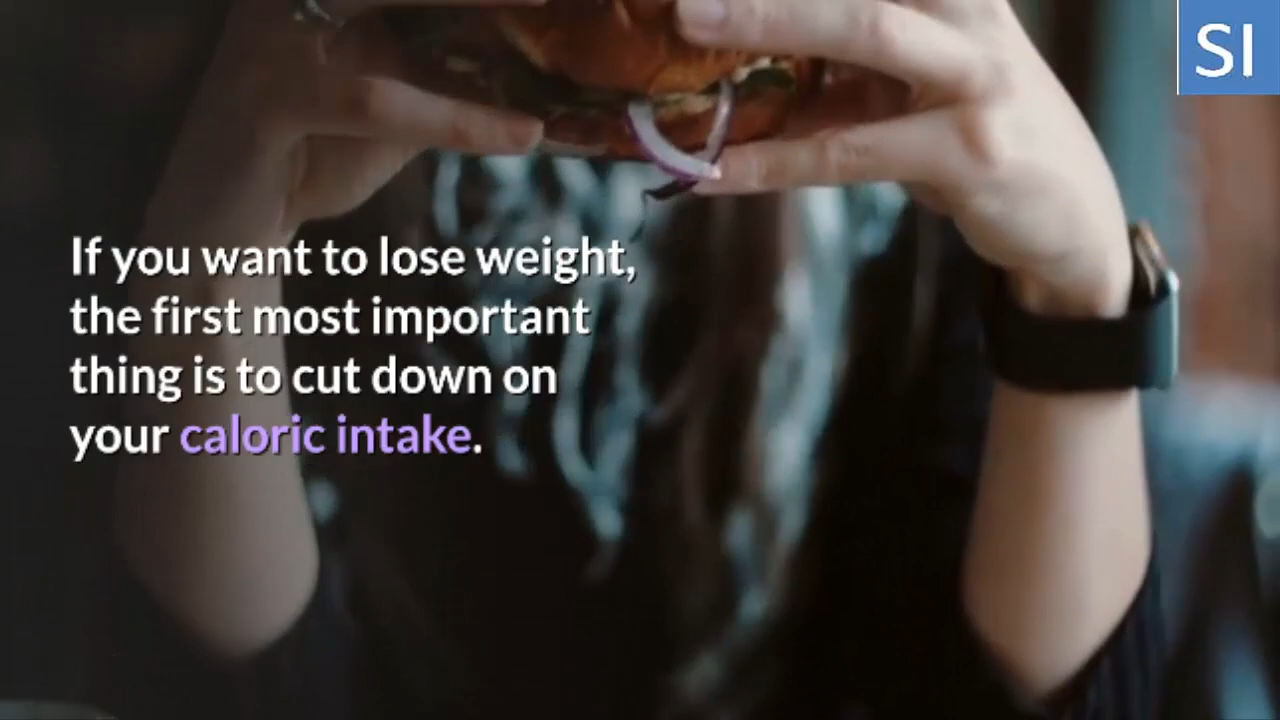 SI
If you want to lose weight,
the first most important
thing is to cut down on
your caloric intake.